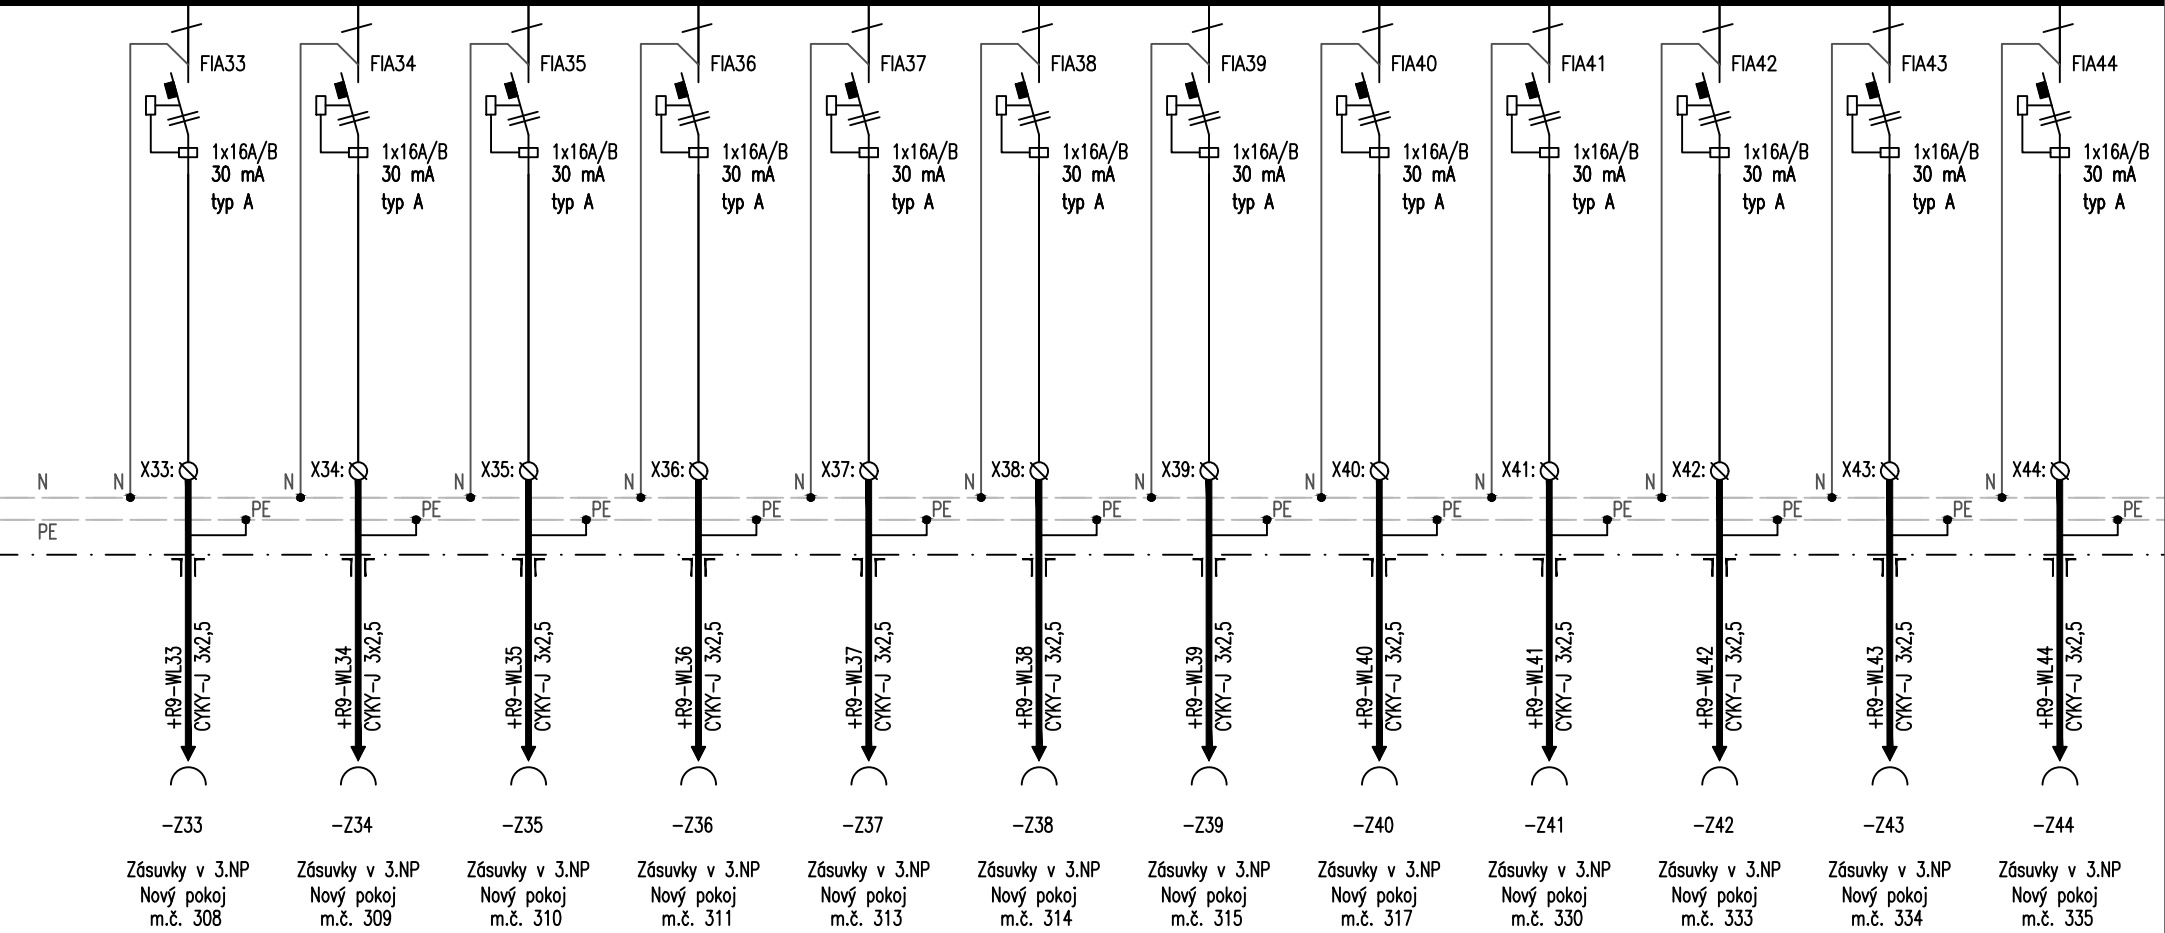 FIA33 FIA34 FIA35 FIA36 FIA37 FIA38 FIA39 FIA40 FIA41 FIA42 FIA43 FIA44
1x16A/B 1x16A/B 1x16A/B 1x16A/B 1x16A/B 1x16A/B 1x16A/B 1x16A/B 1x16A/B 1x16A/B 1x16A/B 1x16A/B
30 mA 30 mA 30 mA 30 mA 30 mA 30 mA 30 mA 30 mA 30 mA 30 mA 30 mA 30 mA
typ A typ A typ A typ A typ A typ A typ A typ A typ A typ A typ A typ A
X33: X34: X35: X36: X37: X38: X39: X40: X41: X42: X43: X44:
N N N N N N N N N N N N N
PE PE PE PE PE PE PE PE PE PE PE PE
PE
+R9-WL33 +R9-WL34 +R9-WL35 +R9-WL36 +R9-WL37 +R9-WL38 +R9-WL39 +R9-WL40 +R9-WL41 +R9-WL42 +R9-WL43 +R9-WL44
CYKY-J 3x2,5 CYKY-J 3x2,5 CYKY-J 3x2,5 CYKY-J 3x2,5 CYKY-J 3x2,5 CYKY-J 3x2,5 CYKY-J 3x2,5 CYKY-J 3x2,5 CYKY-J 3x2,5 CYKY-J 3x2,5 CYKY-J 3x2,5 CYKY-J 3x2,5
-Z33 -Z34 -Z35 -Z36 -Z37 -Z38 -Z39 -Z40 -Z41 -Z42 -Z43 -Z44
Zásuvky v 3.NP Zásuvky v 3.NP Zásuvky v 3.NP Zásuvky v 3.NP Zásuvky v 3.NP Zásuvky v 3.NP Zásuvky v 3.NP Zásuvky v 3.NP Zásuvky v 3.NP Zásuvky v 3.NP Zásuvky v 3.NP Zásuvky v 3.NP
Nový pokoj Nový pokoj Nový pokoj Nový pokoj Nový pokoj Nový pokoj Nový pokoj Nový pokoj Nový pokoj Nový pokoj Nový pokoj Nový pokoj
m.č. 308 m.č. 309 m.č. 310 m.č. 311 m.č. 313 m.č. 314 m.č. 315 m.č. 317 m.č. 330 m.č. 333 m.č. 334 m.č. 335